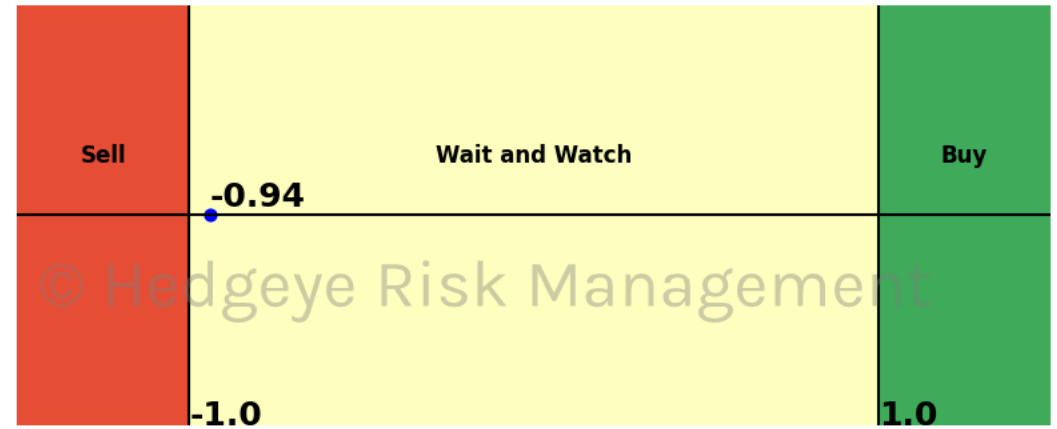 Sell
Wait and Watch
Buy
-0.94
© Hedgeye Risk Management
-1.0
1.0